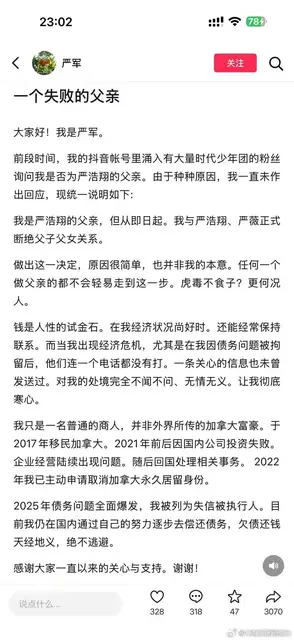 23:02
78
严军
关注
一个失败的父亲
大家好！我是严军。
前段时间，我的抖音帐号里涌入有大量时代少年团的粉丝
询问我是否为严浩翔的父亲。由于种种原因，我一直未作
出回应，现统一说明如下：
我是严浩翔的父亲，但从即日起。我与严浩翔、严薇正式
断绝父子父女关系。
做出这一决定，原因很简单，也并非我的本意。任何一个
做父亲的都不会轻易走到这一步。虎毒不食子？更何况
人。
钱是人性的试金石。在我经济状况尚好时。还能经常保持
联系。而当我出现经济危机，尤其是在我因债务问题被拘
留后，他们连一个电话都没有打。一条关心的信息也未曾
发送过。对我的处境完全不闻不问、无情无义。让我彻底
寒心。
我只是一名普通的商人，并非外界所传的加拿大富豪。于
2017年移民加拿大。2021年前后因国内公司投资失败。
企业经营陆续出现问题。随后回国处理相关事务。 2022
年我已主动申请取消加拿大永久居留身份。
2025年债务问题全面爆发，我被列为失信被执行人。目
前我仍在国内通过自己的努力逐步去偿还债务，欠债还钱
天经地义，绝不逃避。
感谢大家一直以来的关心与支持。谢谢！
说点什么...
328
318
47
3070